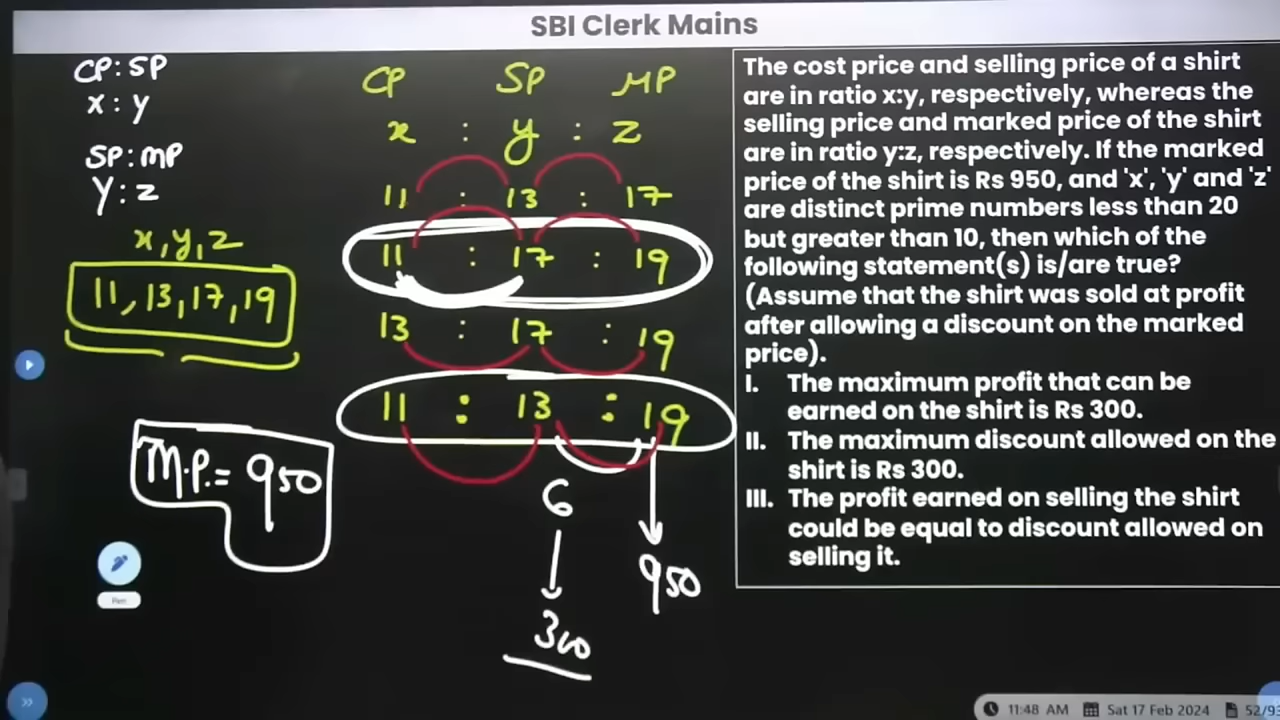 SBI Clerk Mains
CP : SP
x : y
SP : MP
y : z
x, y, z
11, 13, 17, 19
M.P. = 950
CP SP MP
x : y : z
11 : 13 : 17
11 : 17 : 19
13 : 17 : 19
11 : 13 : 19
6
300
950
The cost price and selling price of a shirt
are in ratio x:y, respectively, whereas the
selling price and marked price of the shirt
are in ratio y:z, respectively. If the marked
price of the shirt is Rs 950, and 'x', 'y' and 'z'
are distinct prime numbers less than 20
but greater than 10, then which of the
following statement(s) is/are true?
(Assume that the shirt was sold at profit
after allowing a discount on the marked
price).
I. The maximum profit that can be
earned on the shirt is Rs 300.
II. The maximum discount allowed on the
shirt is Rs 300.
III. The profit earned on selling the shirt
could be equal to discount allowed on
selling it.
Pen
11:48 AM Sat 17 Feb 2024 52/93